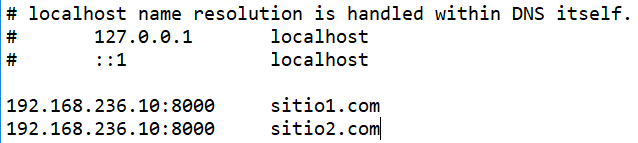 # localhost name resolution is handled within DNS itself.
#       127.0.0.1       localhost
#       ::1             localhost
192.168.236.10:8000     sitio1.com
192.168.236.10:8000     sitio2.com